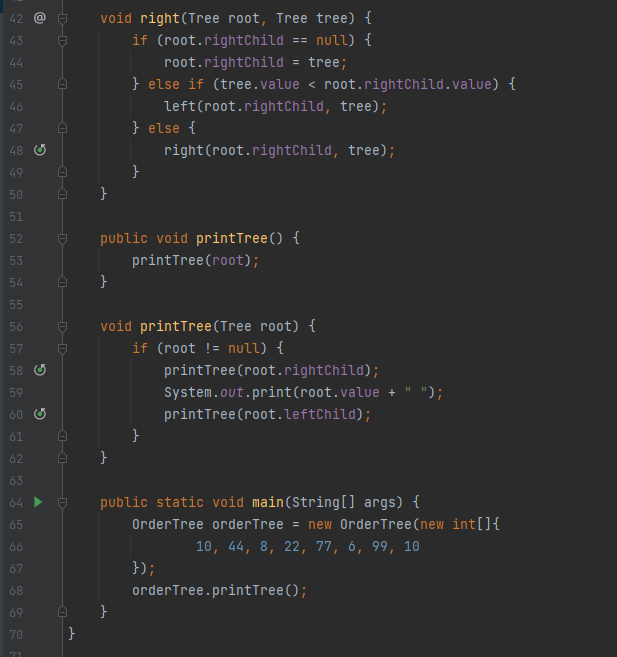 42 @ void right(Tree root, Tree tree) {
43 if (root.rightChild == null) {
44 root.rightChild = tree;
45 } else if (tree.value < root.rightChild.value) {
46 left(root.rightChild, tree);
47 } else {
48 right(root.rightChild, tree);
49 }
50 }
51
52 public void printTree() {
53 printTree(root);
54 }
55
56 void printTree(Tree root) {
57 if (root != null) {
58 printTree(root.rightChild);
59 System.out.print(root.value + " ");
60 printTree(root.leftChild);
61 }
62 }
63
64 public static void main(String[] args) {
65 OrderTree orderTree = new OrderTree(new int[]{
66 10, 44, 8, 22, 77, 6, 99, 10
67 });
68 orderTree.printTree();
69 }
70 }